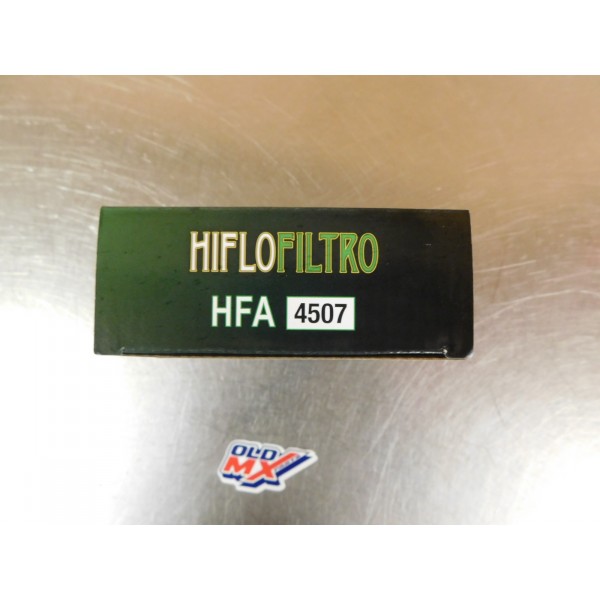 HIFLOFILTRO
HFA 4507
OLD
MX